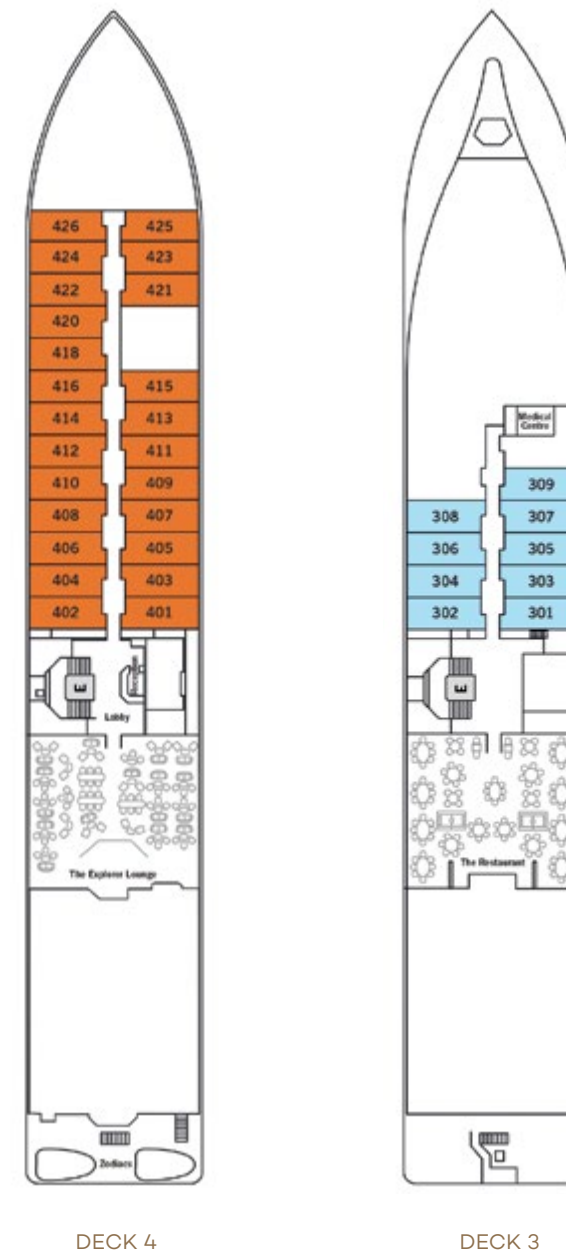 426 425
424 423
422 421
420
418
416 415
414 413
412 411
410 409
408 407
406 405
404 403
402 401
E
Reception
Lobby
The Explorer Lounge
Zodiacs
DECK 4
Medical
Centre
309
308 307
306 305
304 303
302 301
E
The Restaurant
DECK 3